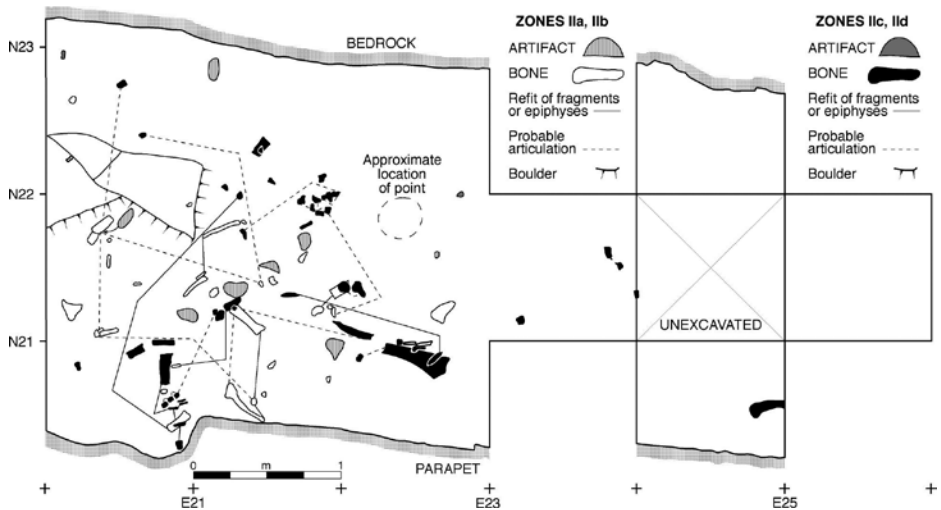 N23
BEDROCK
ZONES IIa, IIb
ARTIFACT
BONE
Refit of fragments
or epiphyses
Probable
articulation
Boulder
ZONES IIc, IId
ARTIFACT
BONE
Refit of fragments
or epiphyses
Probable
articulation
Boulder
Approximate
location
of point
N22
UNEXCAVATED
N21
0 m 1
PARAPET
E21
E23
E25